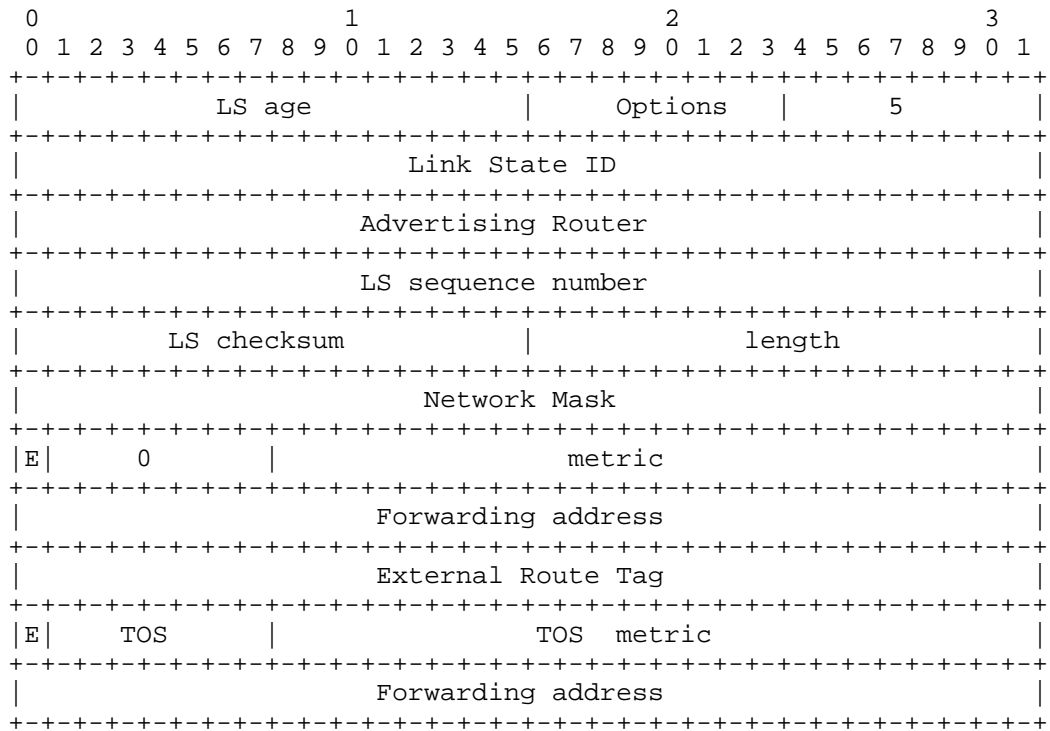 0                   1                   2                   3
 0 1 2 3 4 5 6 7 8 9 0 1 2 3 4 5 6 7 8 9 0 1 2 3 4 5 6 7 8 9 0 1
+-+-+-+-+-+-+-+-+-+-+-+-+-+-+-+-+-+-+-+-+-+-+-+-+-+-+-+-+-+-+-+-+
|            LS age             |     Options   |      5        |
+-+-+-+-+-+-+-+-+-+-+-+-+-+-+-+-+-+-+-+-+-+-+-+-+-+-+-+-+-+-+-+-+
|                        Link State ID                          |
+-+-+-+-+-+-+-+-+-+-+-+-+-+-+-+-+-+-+-+-+-+-+-+-+-+-+-+-+-+-+-+-+
|                     Advertising Router                        |
+-+-+-+-+-+-+-+-+-+-+-+-+-+-+-+-+-+-+-+-+-+-+-+-+-+-+-+-+-+-+-+-+
|                     LS sequence number                        |
+-+-+-+-+-+-+-+-+-+-+-+-+-+-+-+-+-+-+-+-+-+-+-+-+-+-+-+-+-+-+-+-+
|         LS checksum           |             length            |
+-+-+-+-+-+-+-+-+-+-+-+-+-+-+-+-+-+-+-+-+-+-+-+-+-+-+-+-+-+-+-+-+
|                         Network Mask                          |
+-+-+-+-+-+-+-+-+-+-+-+-+-+-+-+-+-+-+-+-+-+-+-+-+-+-+-+-+-+-+-+-+
|E|     0       |                  metric                       |
+-+-+-+-+-+-+-+-+-+-+-+-+-+-+-+-+-+-+-+-+-+-+-+-+-+-+-+-+-+-+-+-+
|                      Forwarding address                       |
+-+-+-+-+-+-+-+-+-+-+-+-+-+-+-+-+-+-+-+-+-+-+-+-+-+-+-+-+-+-+-+-+
|                      External Route Tag                       |
+-+-+-+-+-+-+-+-+-+-+-+-+-+-+-+-+-+-+-+-+-+-+-+-+-+-+-+-+-+-+-+-+
|E|    TOS      |                TOS  metric                    |
+-+-+-+-+-+-+-+-+-+-+-+-+-+-+-+-+-+-+-+-+-+-+-+-+-+-+-+-+-+-+-+-+
|                      Forwarding address                       |
+-+-+-+-+-+-+-+-+-+-+-+-+-+-+-+-+-+-+-+-+-+-+-+-+-+-+-+-+-+-+-+-+